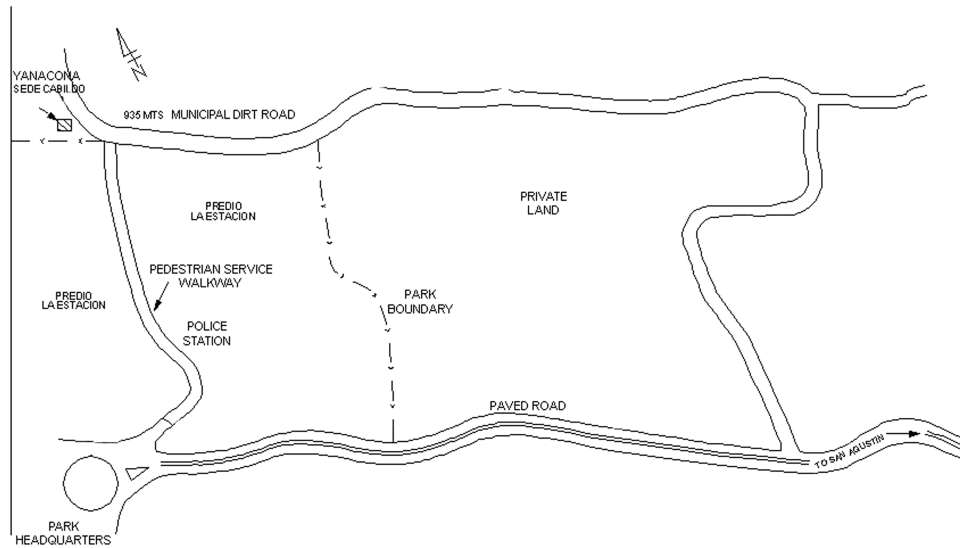 N
YANACONA
SEDE CABILDO
935 MTS MUNICIPAL DIRT ROAD
PREDIO
LA ESTACION
PRIVATE
LAND
PEDESTRIAN SERVICE
WALKWAY
PREDIO
LA ESTACION
PARK
BOUNDARY
POLICE
STATION
PAVED ROAD
TO SAN AGUSTIN
PARK
HEADQUARTERS